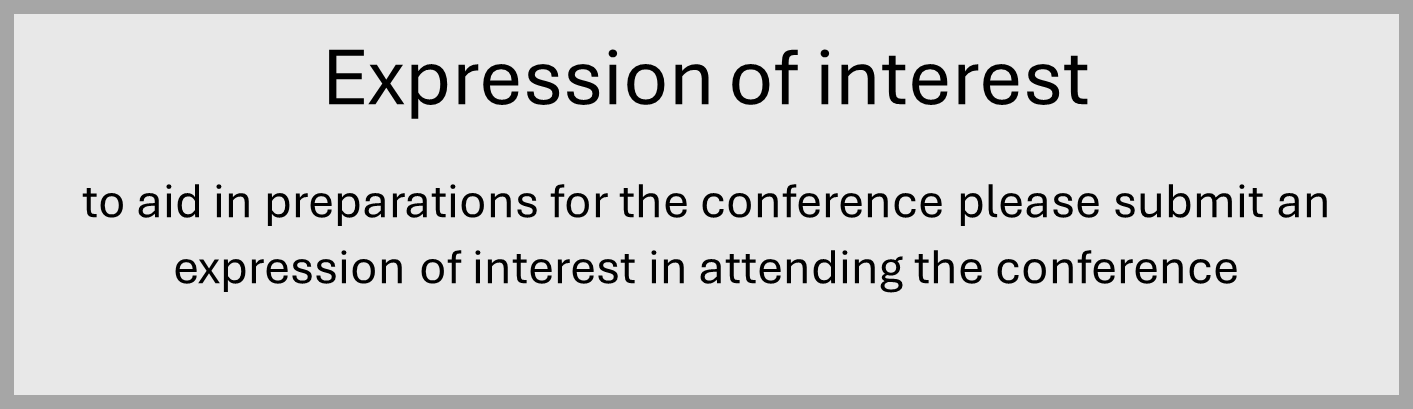 Expression of interest
to aid in preparations for the conference please submit an
expression of interest in attending the conference